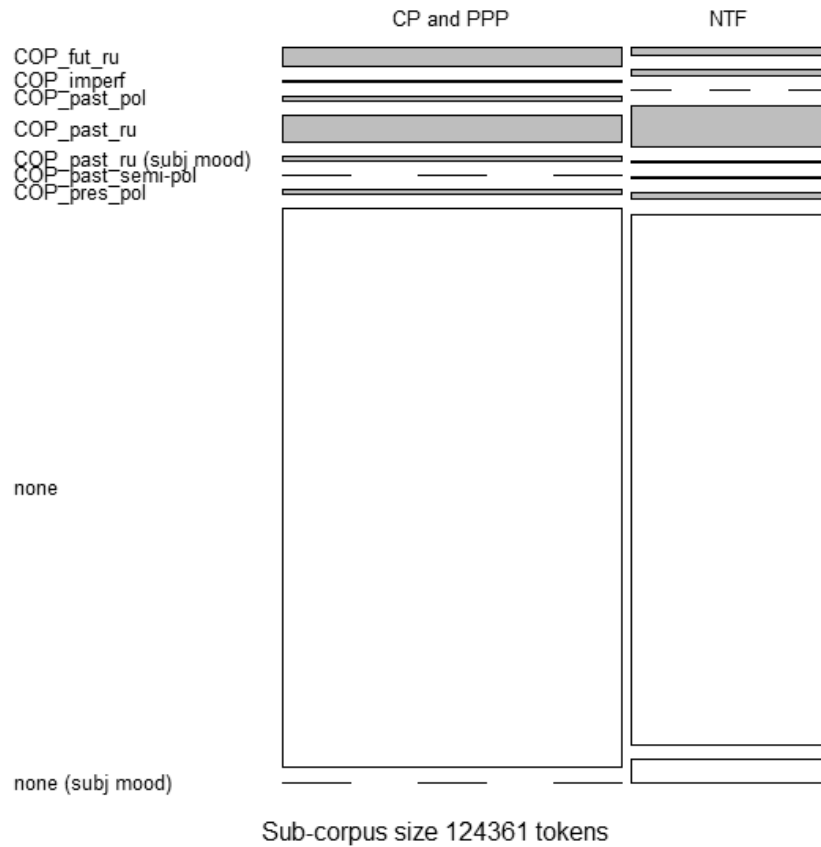 CP and PPP NTF
COP_fut_ru
COP_imperf
COP_past_pol
COP_past_ru
COP_past_ru (subj mood)
COP_past_semi-pol
COP_pres_pol
none
none (subj mood)
Sub-corpus size 124361 tokens